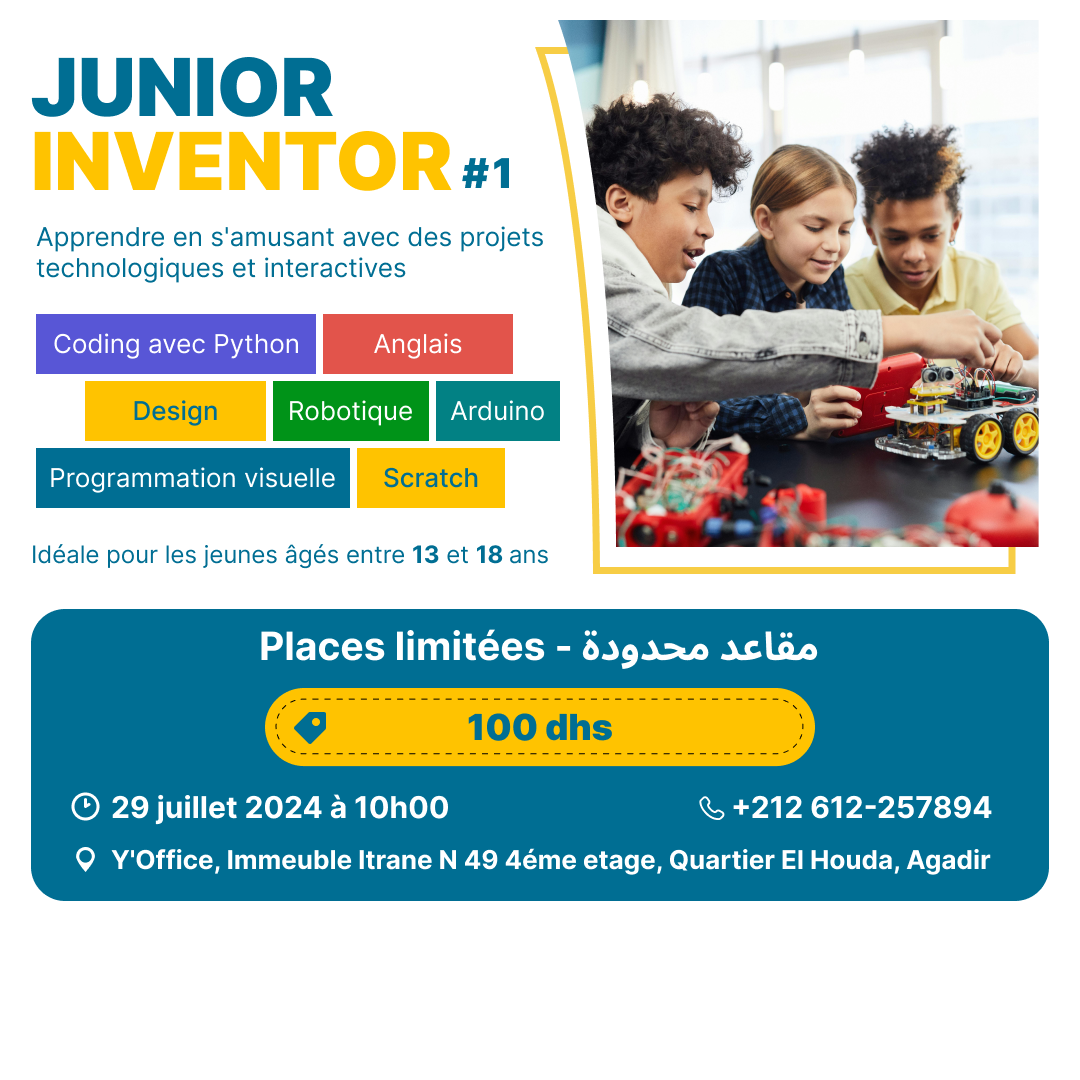 JUNIOR
INVENTOR #1
Apprendre en s'amusant avec des projets
technologiques et interactives
Coding avec Python
Anglais
Design
Robotique
Arduino
Programmation visuelle
Scratch
Idéale pour les jeunes âgés entre 13 et 18 ans
Places limitées - مقاعد محدودة
100 dhs
29 juillet 2024 à 10h00
+212 612-257894
Y'Office, Immeuble Itrane N 49 4éme etage, Quartier El Houda, Agadir